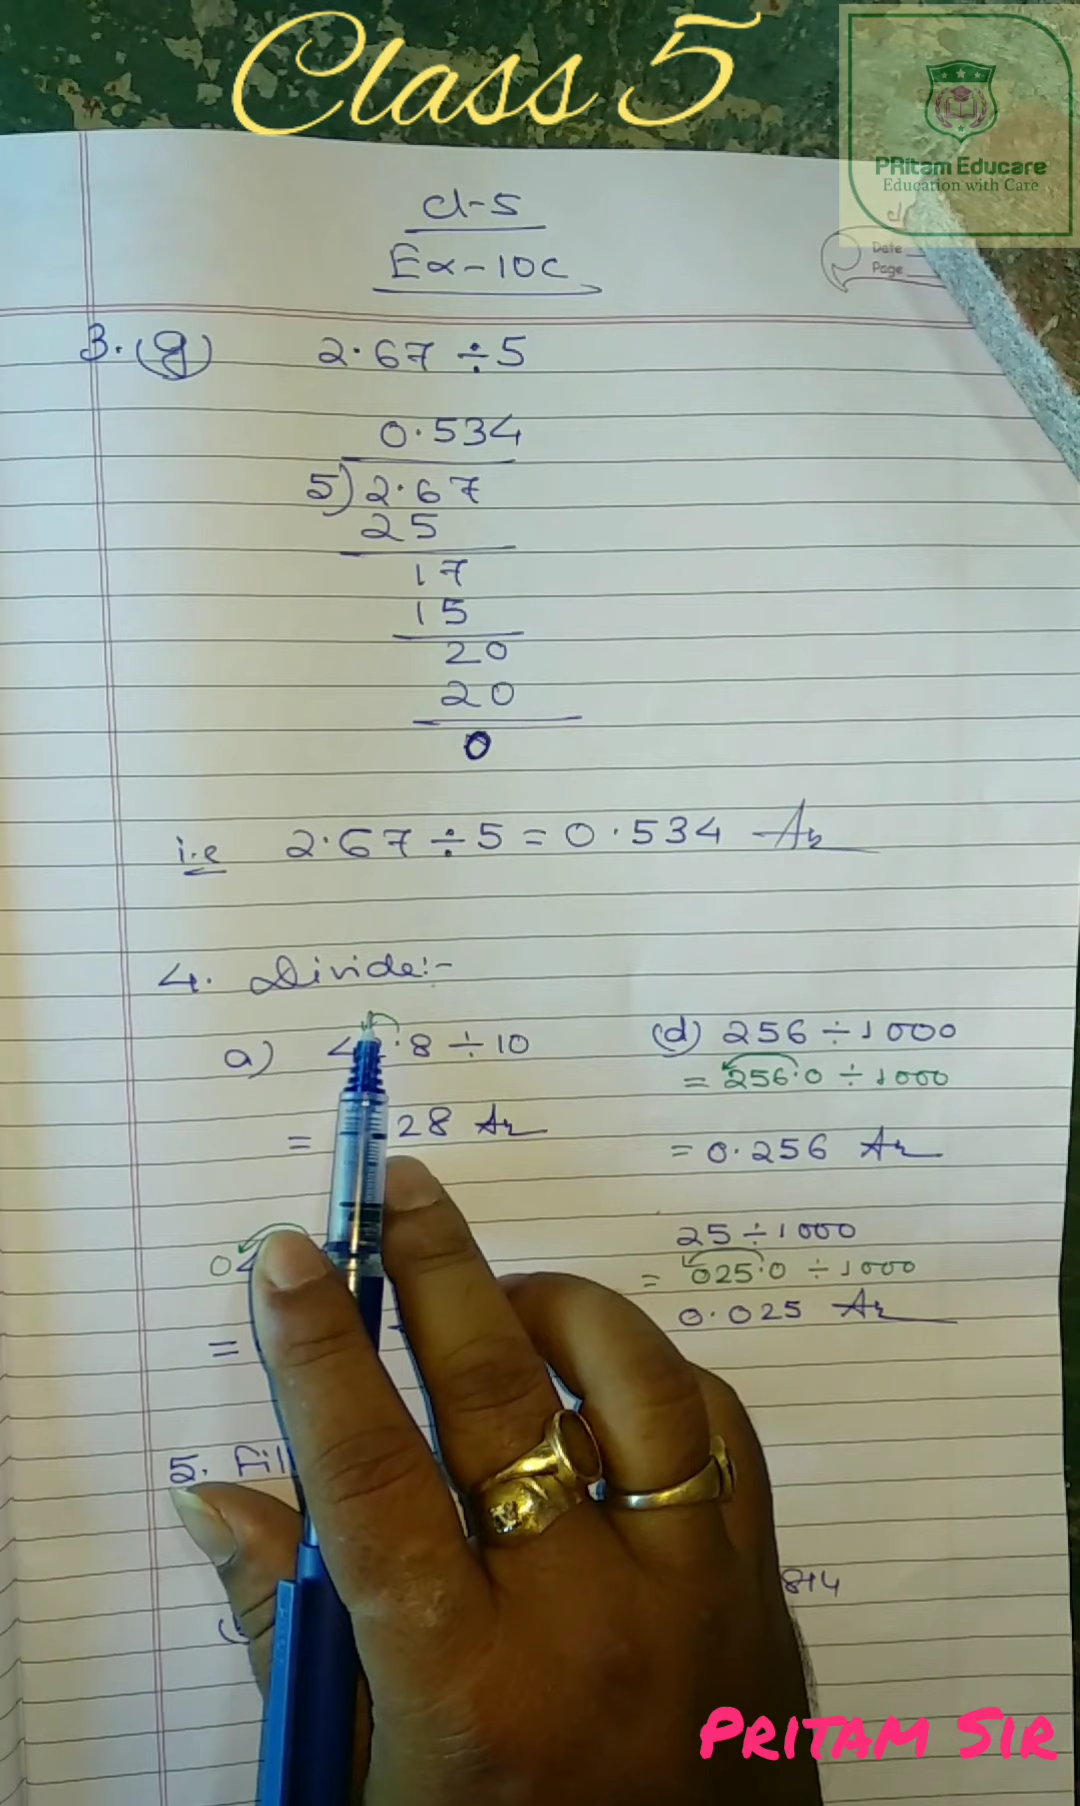 Class 5
PRitam Educare
Education with Care
Date
Page
cl-5
Ex-10C
3. (g) 2.67 ÷ 5
0.534
5) 2.67
25
17
15
20
20
0
i.e 2.67 ÷ 5 = 0.534 Ans
4. Divide:-
a) 4 .8 ÷ 10
= 28 Ans
(d) 256 ÷ 1000
= 256.0 ÷ 1000
= 0.256 Ans
25 ÷ 1000
= 025.0 ÷ 1000
0.025 Ans
0
=
5. Fil
814
PRITAM SIR